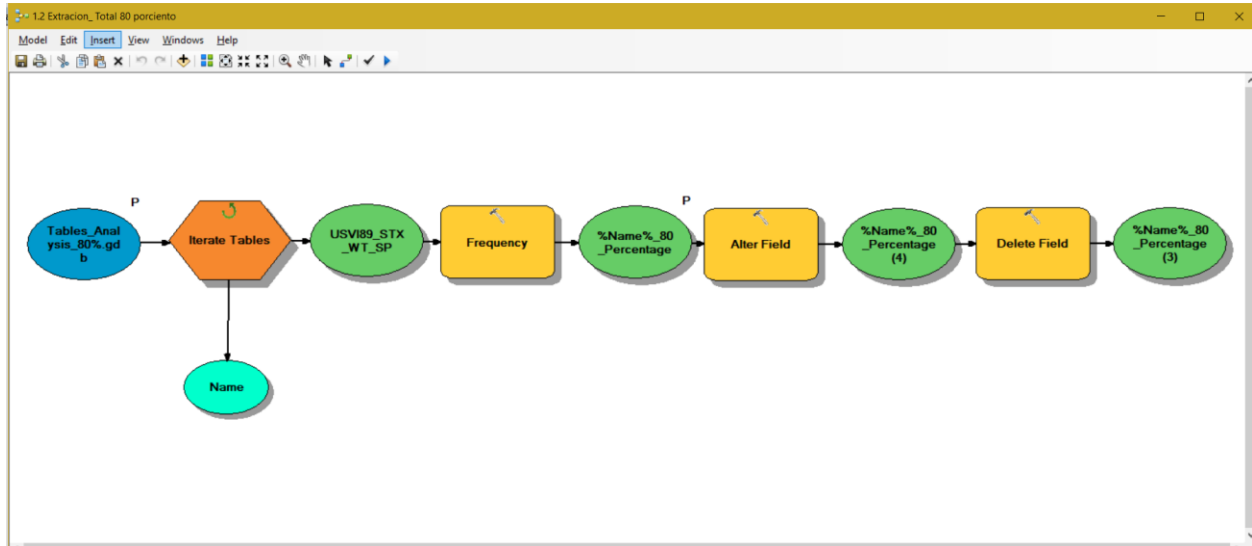 1.2 Extracion_ Total 80 porciento
Model Edit Insert View Windows Help
P
P
Tables_Anal
ysis_80%.gd
b
Iterate Tables
USVI89_STX
_WT_SP
Frequency
%Name%_80
_Percentage
Alter Field
%Name%_80
_Percentage
(4)
Delete Field
%Name%_80
_Percentage
(3)
Name